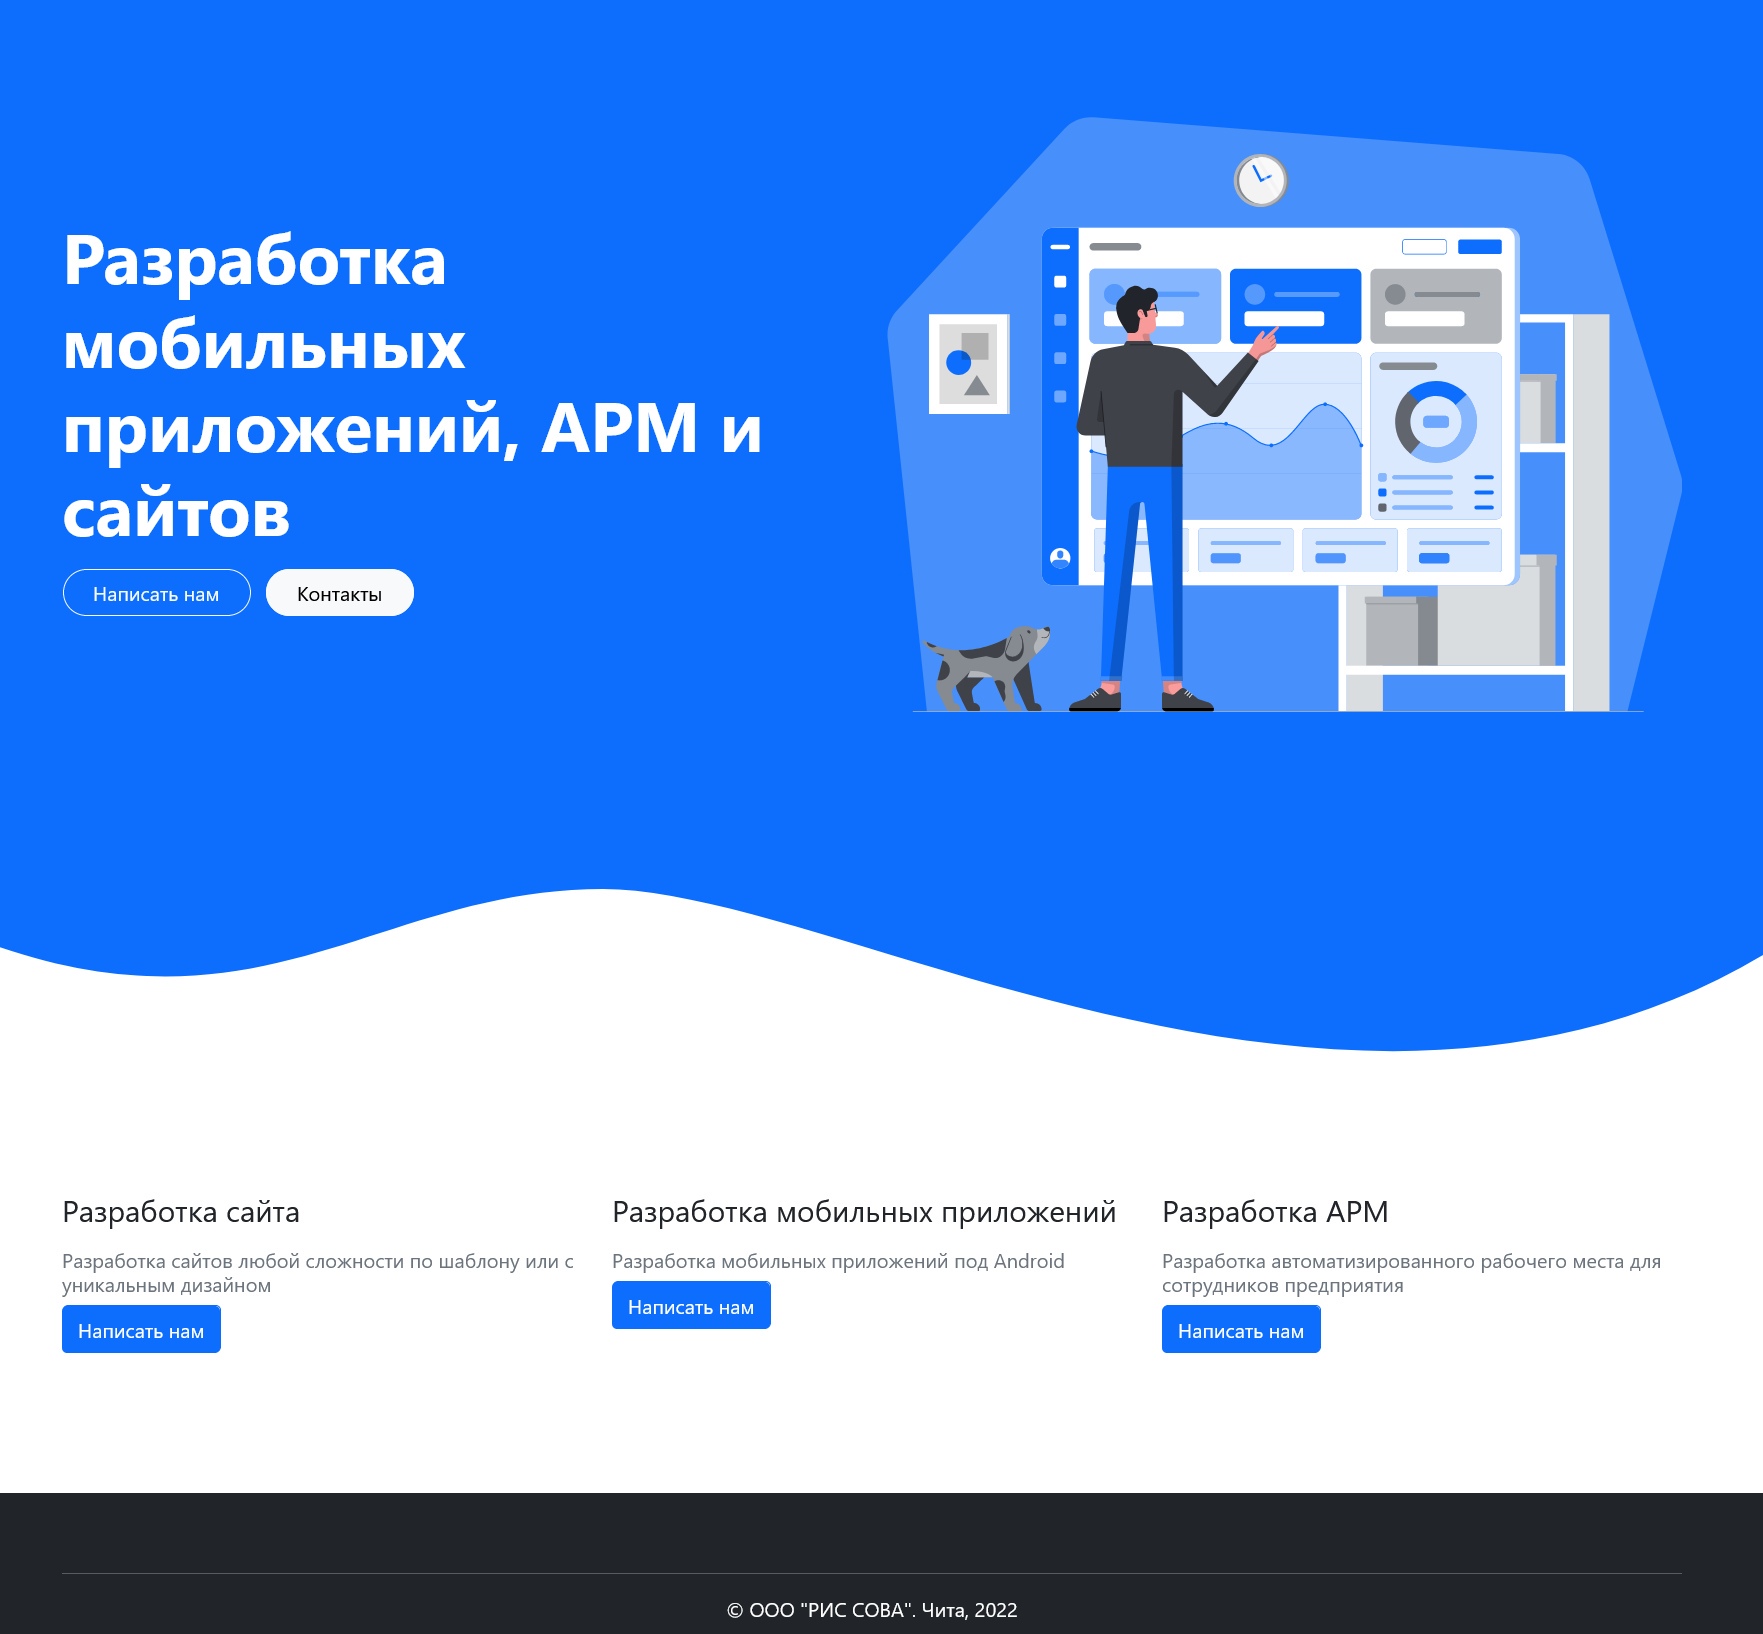 Разработка
мобильных
приложений, АРМ и
сайтов
Написать нам
Контакты
Разработка сайта
Разработка сайтов любой сложности по шаблону или с
уникальным дизайном
Написать нам
Разработка мобильных приложений
Разработка мобильных приложений под Android
Написать нам
Разработка АРМ
Разработка автоматизированного рабочего места для
сотрудников предприятия
Написать нам
© ООО "РИС СОВА". Чита, 2022